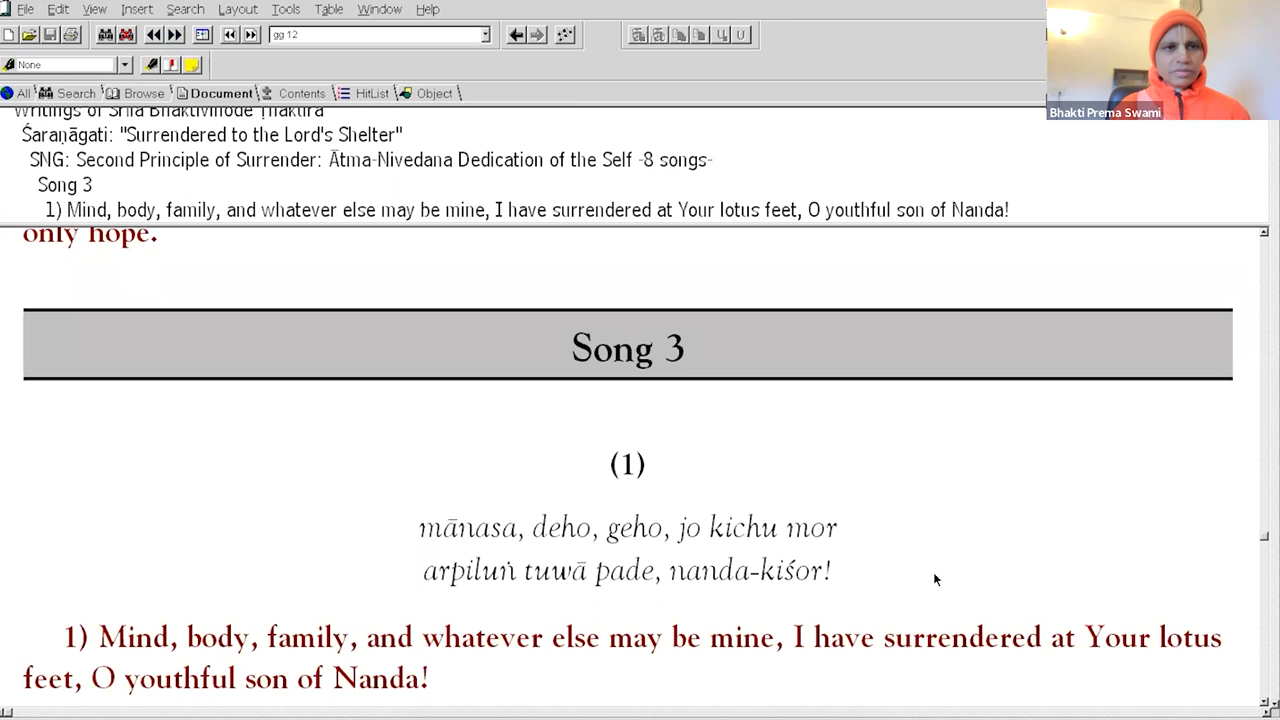 File Edit View Insert Search Layout Tools Table Window Help
gg 12
None
All Search Browse Document Contents HitList Object
Bhakti Prema Swami
Writings of Srila Bhaktivinode Ṭhākura
Śaraṇāgati: "Surrendered to the Lord's Shelter"
SNG: Second Principle of Surrender: Ātma-Nivedana Dedication of the Self -8 songs-
Song 3
1) Mind, body, family, and whatever else may be mine, I have surrendered at Your lotus feet, O youthful son of Nanda!
only hope.
Song 3
(1)
mānasa, deho, geho, jo kichu mor
arpiluṅ tuwā pade, nanda-kiśor!
1) Mind, body, family, and whatever else may be mine, I have surrendered at Your lotus
feet, O youthful son of Nanda!